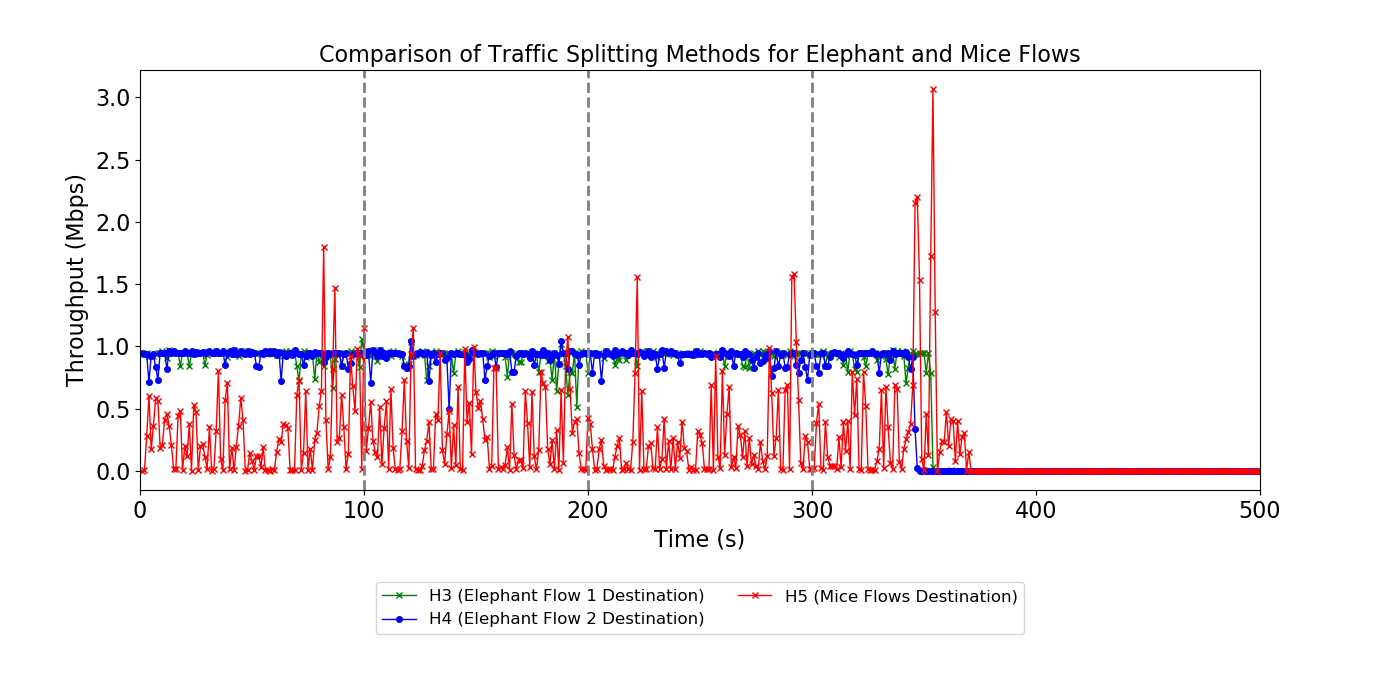 Comparison of Traffic Splitting Methods for Elephant and Mice Flows
Throughput (Mbps)
3.0
2.5
2.0
1.5
1.0
0.5
0.0
0 100 200 300 400 500
Time (s)
H3 (Elephant Flow 1 Destination)
H4 (Elephant Flow 2 Destination)
H5 (Mice Flows Destination)